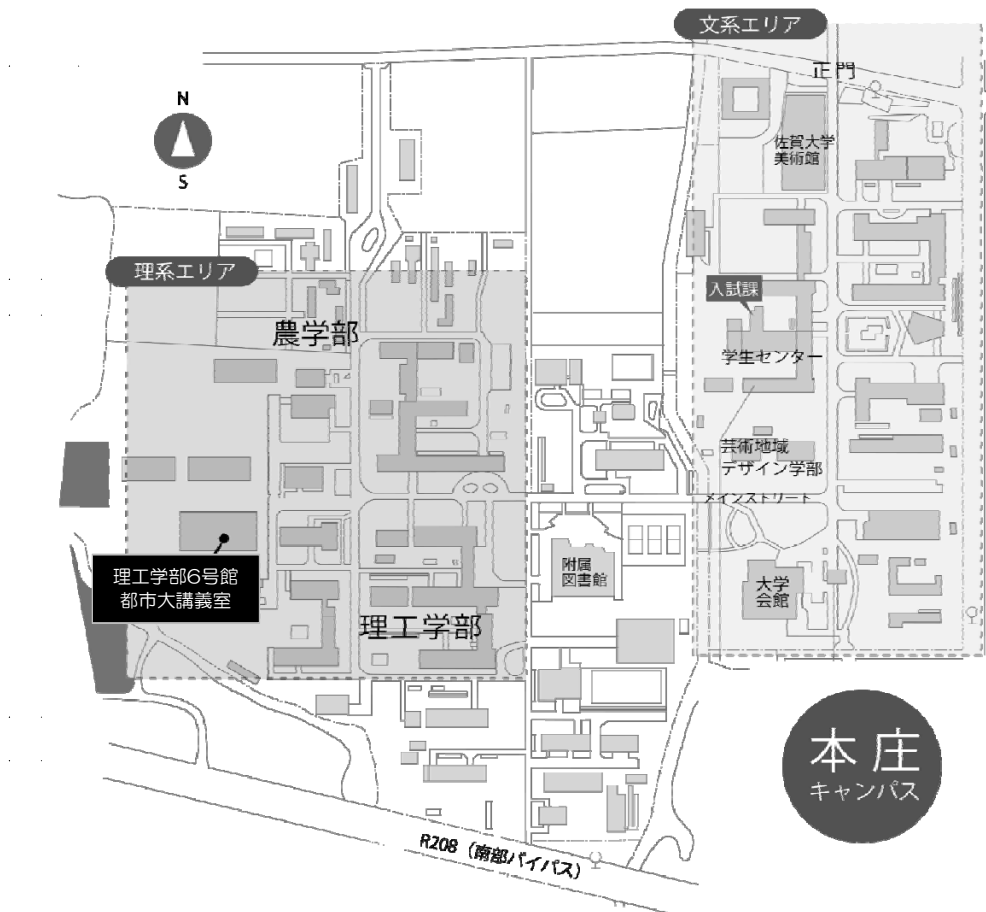 文系エリア
正門
N
S
佐賀大学
美術館
理系エリア
入試課
農学部
学生センター
芸術地域
デザイン学部
メインストリート
附属
図書館
理工学部6号館
都市大講義室
大学
会館
理工学部
本庄
キャンパス
R208（南部バイパス）